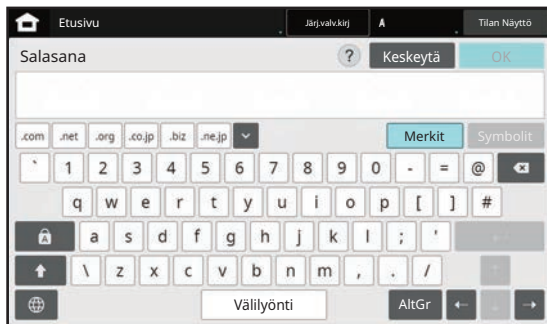 Etusivu Järj.valv.kirj A Tilan Näyttö
Salasana ? Keskeytä OK
.com .net .org .co.jp .biz .ne.jp Merkit Symbolit
` 1 2 3 4 5 6 7 8 9 0 - = @
q w e r t y u i o p [ ] #
A a s d f g h j k l ; '
\ z x c v b n m , . /
Välilyönti AltGr